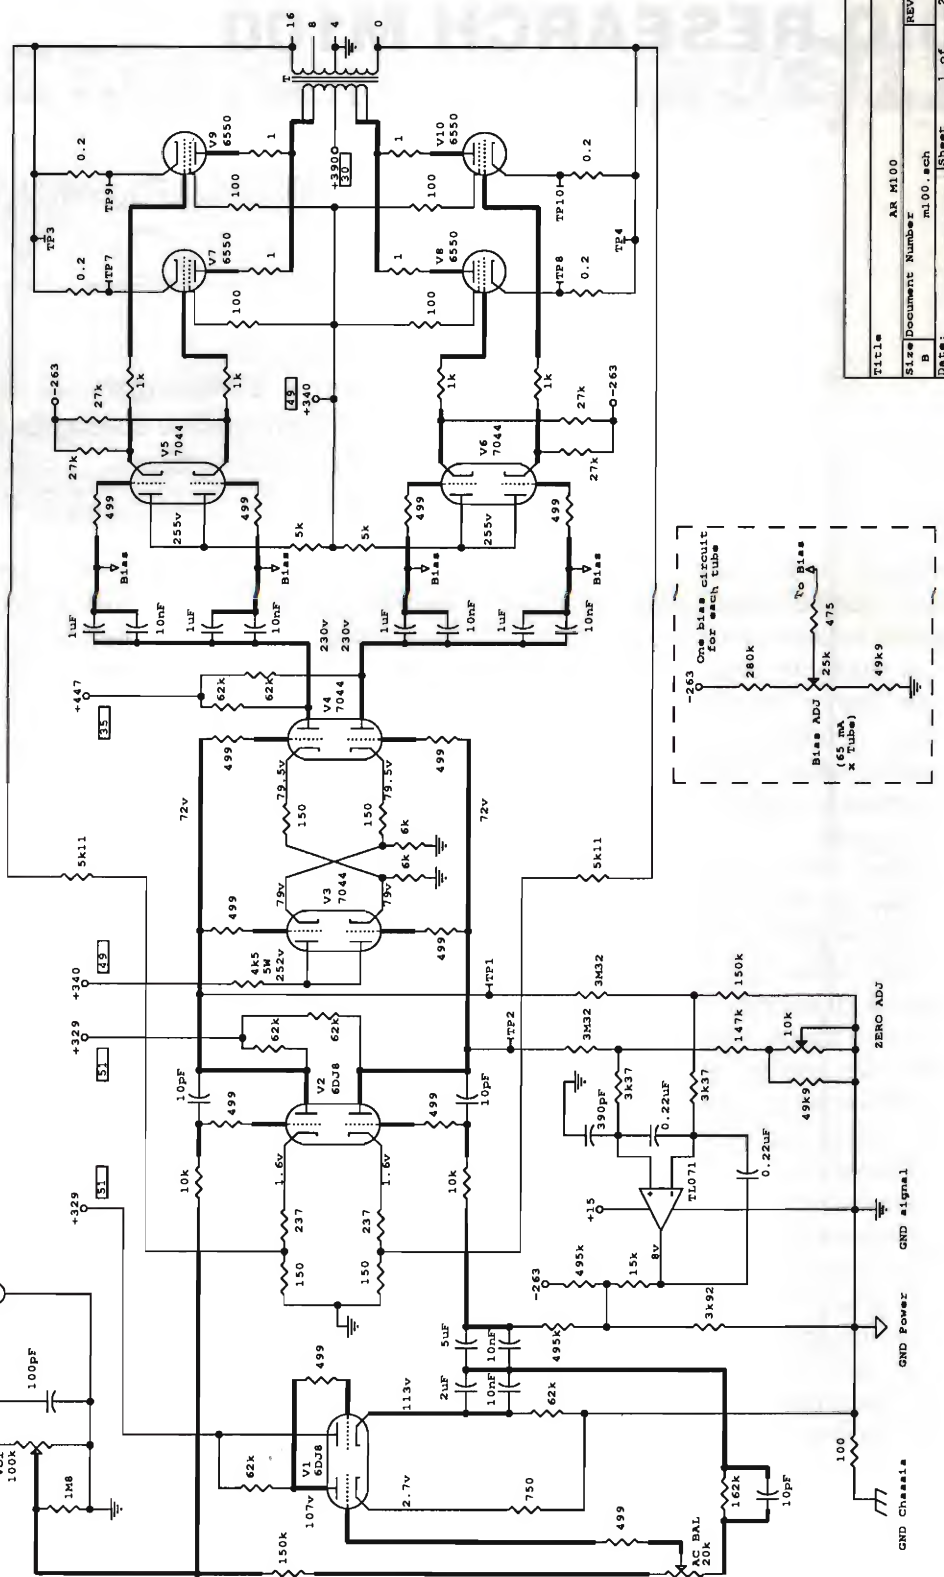 VOL
100k
1M8
100pF
150k
62k
107v
V1
6DJ8
499
2.7v
113v
750
499
AC BAL
20k
162k
10pF
2uF
10nF
62k
5uF
10nF
495k
100
GND Chassis
GND Power
GND signal
+329
51
10k
499
10pF
1.6v
237
150
150
237
1.6v
V2
6DJ8
499
10k
10pF
+329
51
62k
62k
-263
495k
15k
3k92
8v
+15
TL071
390pF
0.22uF
0.22uF
3k37
3k37
3M32
3M32
TP2
TP1
147k
150k
10k
49k9
ZERO ADJ
+340
49
4k5
5W
252v
499
V3
7044
79v
79v
499
6k
6k
5k11
5k11
72v
72v
150
150
79.5v
79.5v
499
V4
7044
499
+447
35
62k
62k
230v
230v
1uF
10nF
1uF
10nF
1uF
10nF
1uF
10nF
Bias
Bias
Bias
Bias
499
499
499
499
255v
255v
V5
7044
V6
7044
5k
5k
27k
27k
-263
27k
27k
-263
1k
1k
1k
1k
+340
49
TP7
0.2
TP3
V7
6550
100
1
TP9
0.2
V9
6550
100
1
V8
6550
100
1
TP8
0.2
TP4
V10
6550
100
1
TP10
0.2
+390
30
T
16
8
4
0
One bias circuit
for each tube
-263
280k
25k
475
To Bias
49k9
Bias ADJ
(65 mA
x Tube)
Title
AR M100
Size
Document Number
REV
B
m100.sch
Date:
Sheet 1 of